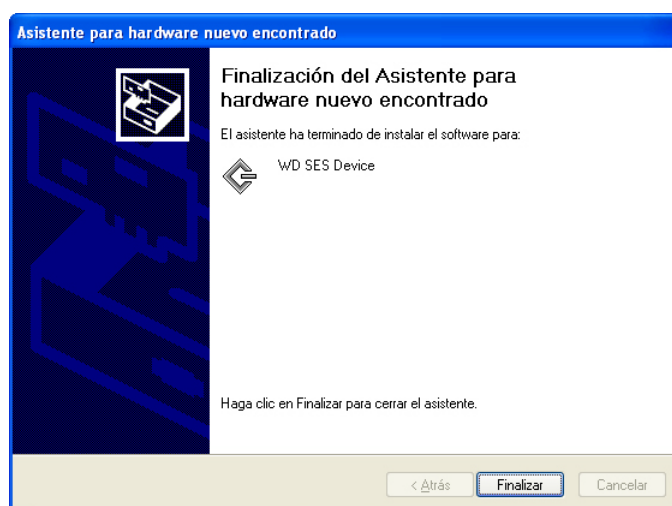 Asistente para hardware nuevo encontrado
Finalización del Asistente para
hardware nuevo encontrado
El asistente ha terminado de instalar el software para:
WD SES Device
Haga clic en Finalizar para cerrar el asistente.
< Atrás
Finalizar
Cancelar